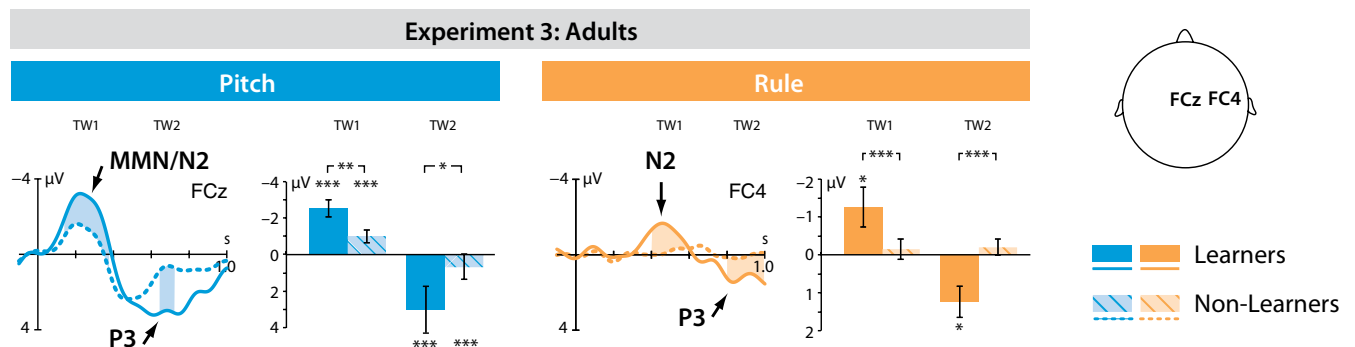 Experiment 3: Adults
Pitch
Rule
TW1 TW2 TW1 TW2 TW1 TW2 TW1 TW2
FCz FC4
MMN/N2
−4 μV FCz
s
1.0
4
P3
−4 μV
−2
0
2
4
** *
*** ***
*** ***
N2
−4 μV FC4
s
1.0
4
P3
−2 μV
−1
0
1
2
*** ***
*
*
Learners
Non-Learners